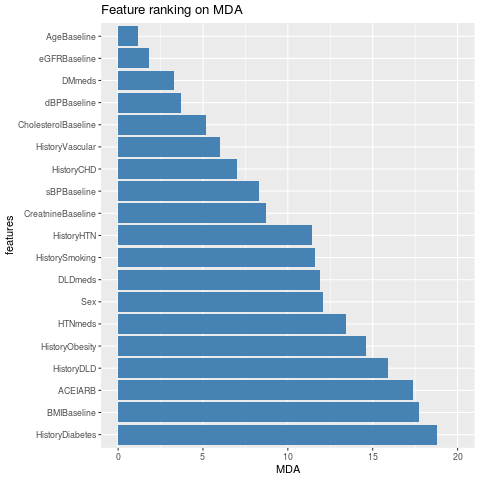 Feature ranking on MDA
features
AgeBaseline
eGFRBaseline
DMmeds
dBPBaseline
CholesterolBaseline
HistoryVascular
HistoryCHD
sBPBaseline
CreatnineBaseline
HistoryHTN
HistorySmoking
DLDmeds
Sex
HTNmeds
HistoryObesity
HistoryDLD
ACEIARB
BMIBaseline
HistoryDiabetes
0 5 10 15 20
MDA